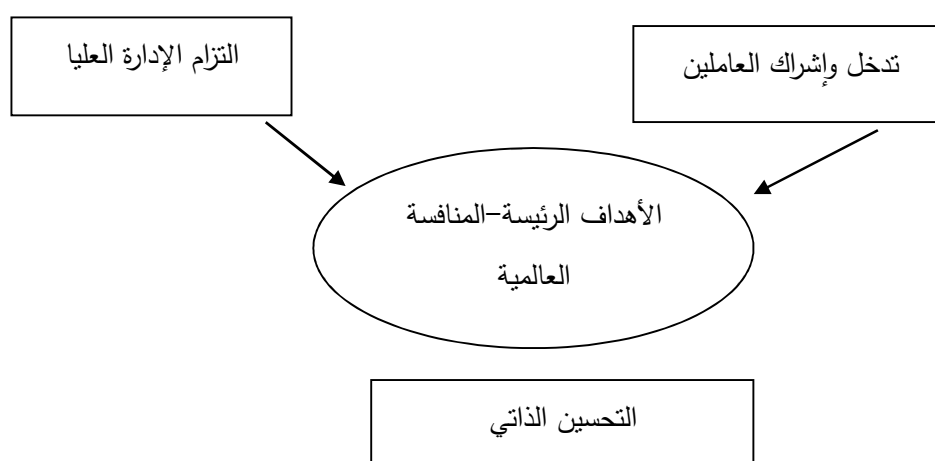 تدخل وإشراك العاملين
التزام الإدارة العليا
الأهداف الرئيسة–المنافسة
العالمية
التحسين الذاتي